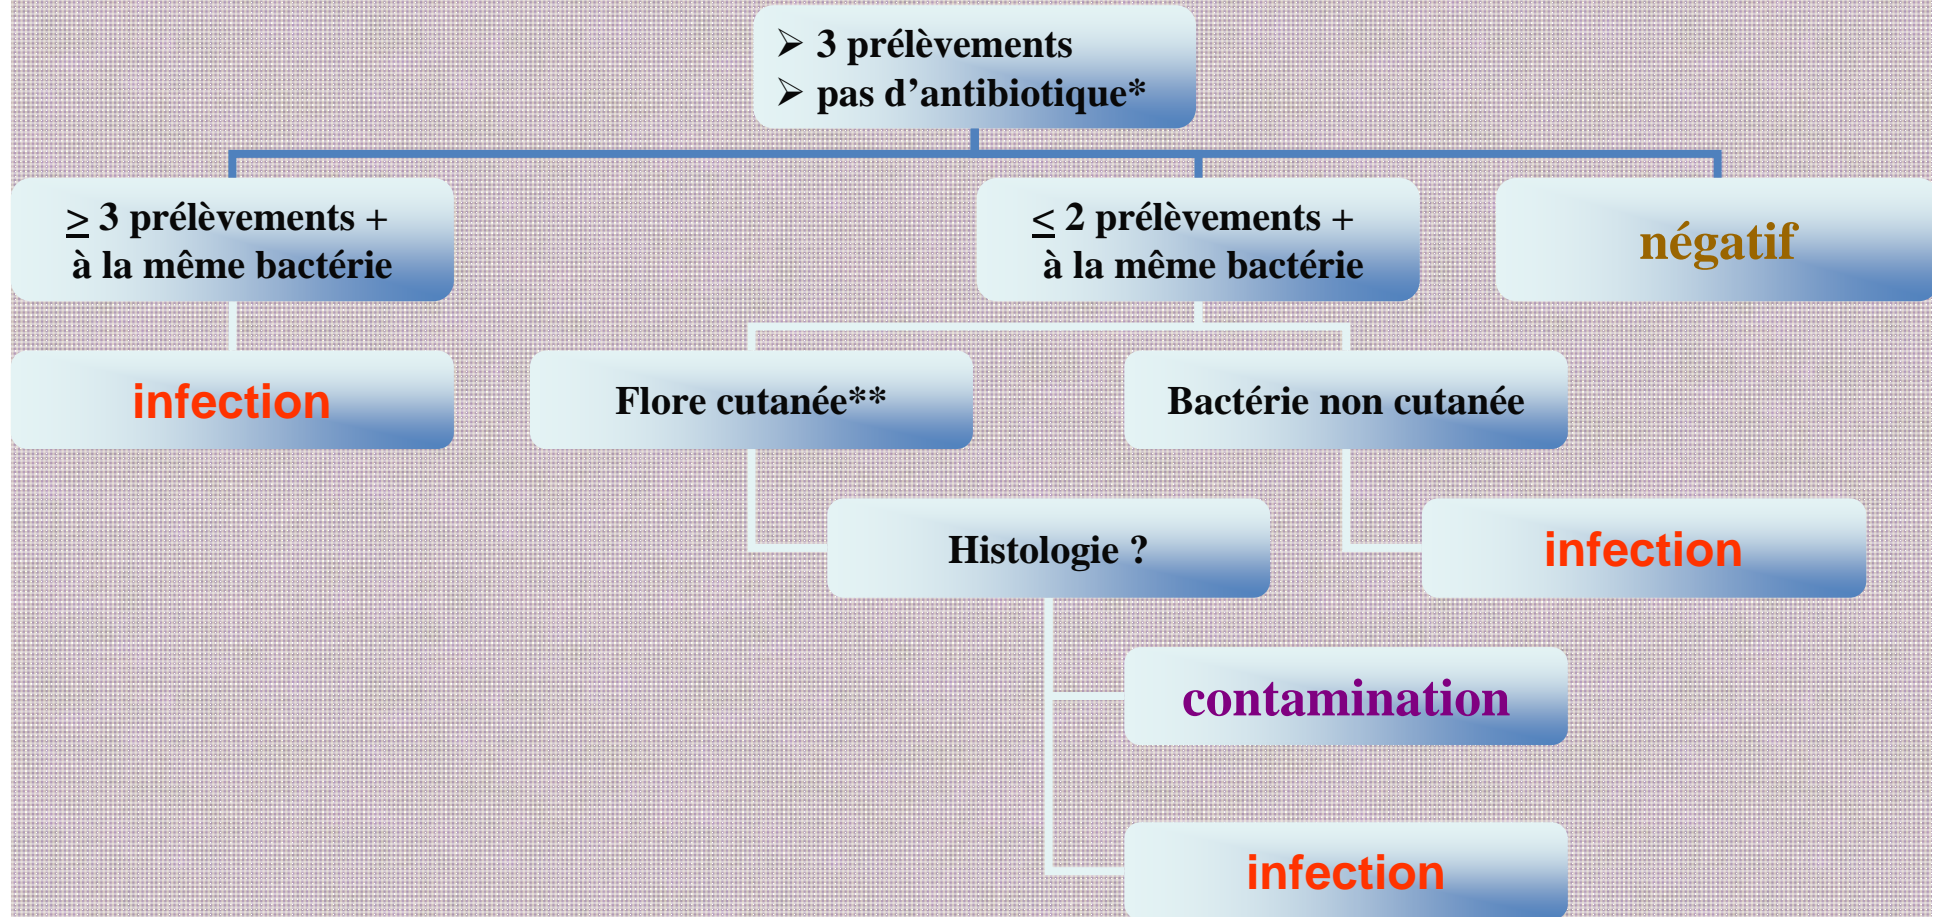 ➢ 3 prélèvements
➢ pas d’antibiotique*
≥ 3 prélèvements +
à la même bactérie
≤ 2 prélèvements +
à la même bactérie
négatif
infection
Flore cutanée**
Bactérie non cutanée
Histologie ?
infection
contamination
infection